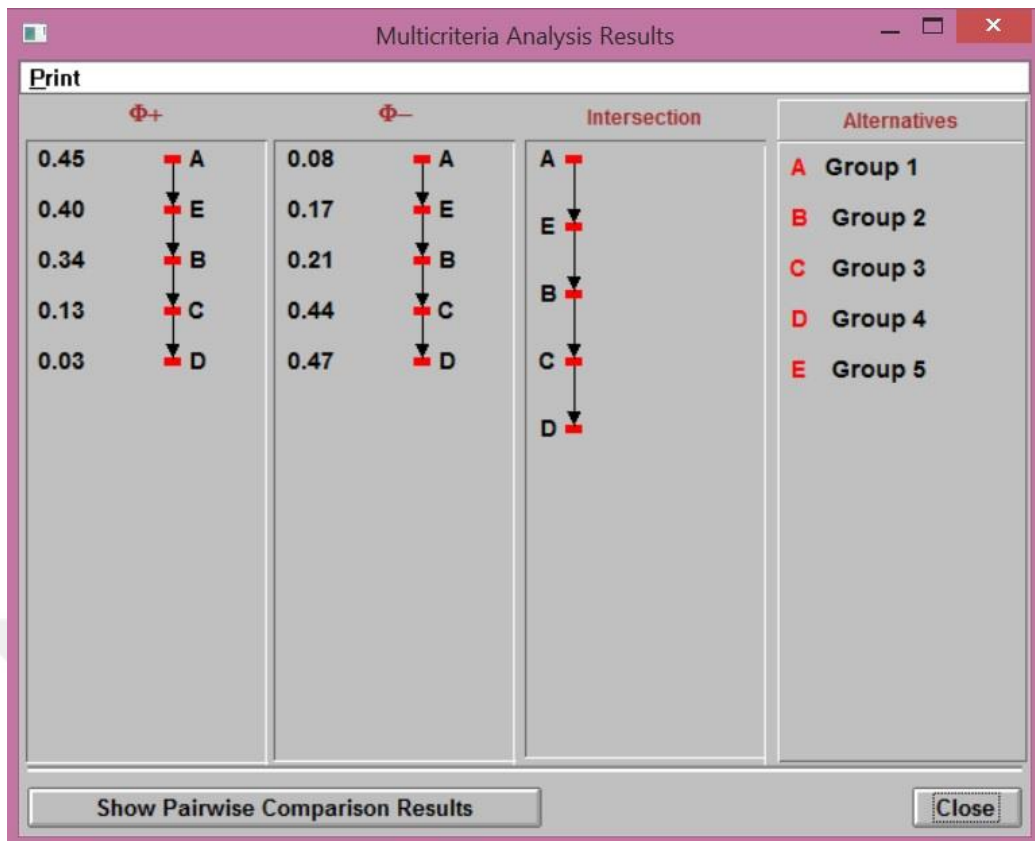 Multicriteria Analysis Results
Print
Φ+
0.45 A
0.40 E
0.34 B
0.13 C
0.03 D
Φ–
0.08 A
0.17 E
0.21 B
0.44 C
0.47 D
Intersection
A
E
B
C
D
Alternatives
A Group 1
B Group 2
C Group 3
D Group 4
E Group 5
Show Pairwise Comparison Results
Close